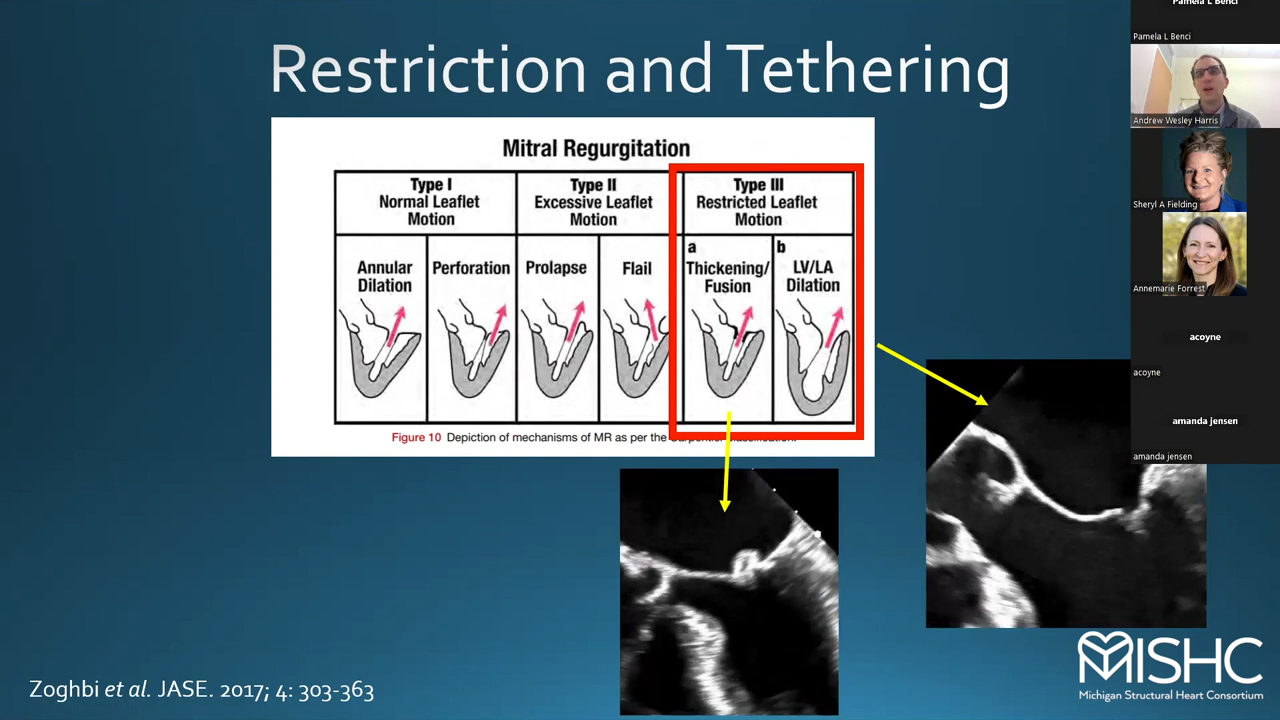 Restriction and Tethering
Mitral Regurgitation
Type I
Normal Leaflet
Motion
Type II
Excessive Leaflet
Motion
Type III
Restricted Leaflet
Motion
Annular
Dilation
Perforation
Prolapse
Flail
a
Thickening/
Fusion
b
LV/LA
Dilation
Figure 10 Depiction of mechanisms of MR as per the Carpentier classification.
Zoghbi et al. JASE. 2017; 4: 303-363
MISHC
Michigan Structural Heart Consortium
Pamela L Benci
Pamela L Benci
Andrew Wesley Harris
Sheryl A Fielding
Annemarie Forrest
acoyne
acoyne
amanda jensen
amanda jensen